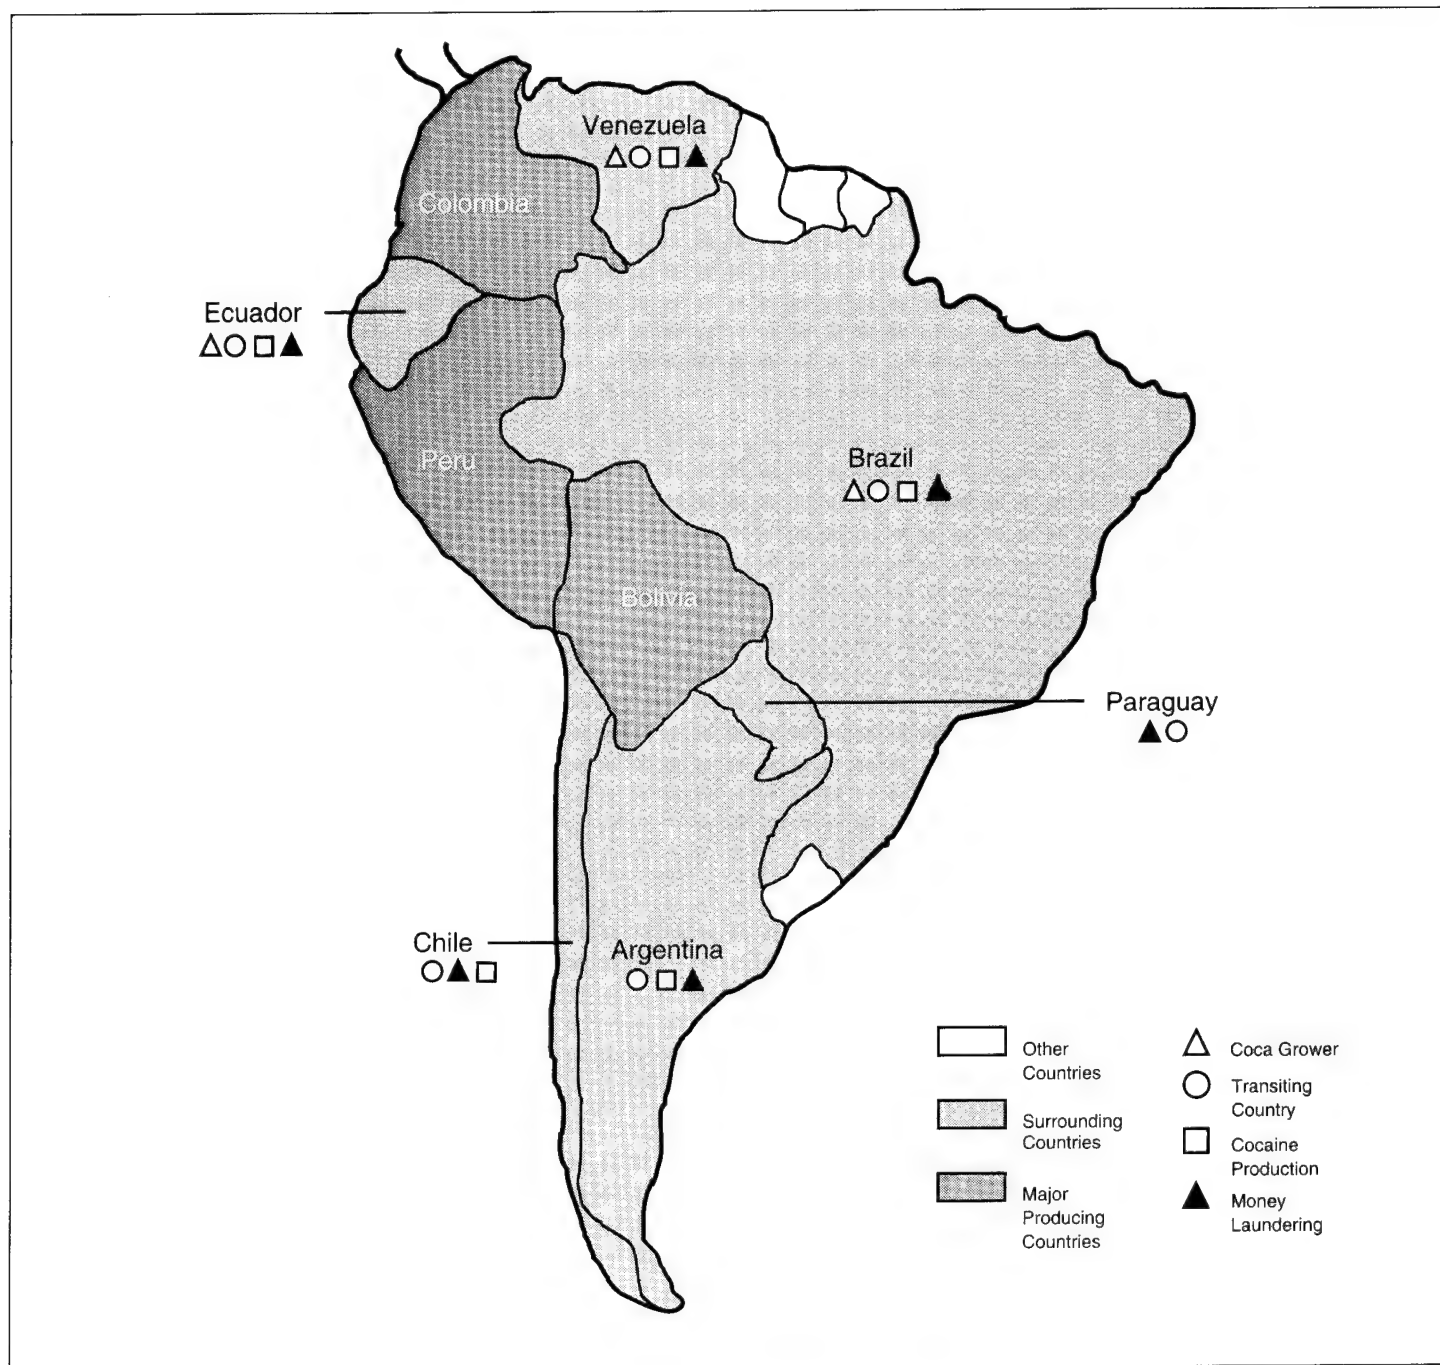 Venezuela
Colombia
Ecuador
Peru
Brazil
Bolivia
Paraguay
Chile
Argentina
Other
Countries
Surrounding
Countries
Major
Producing
Countries
Coca Grower
Transiting
Country
Cocaine
Production
Money
Laundering